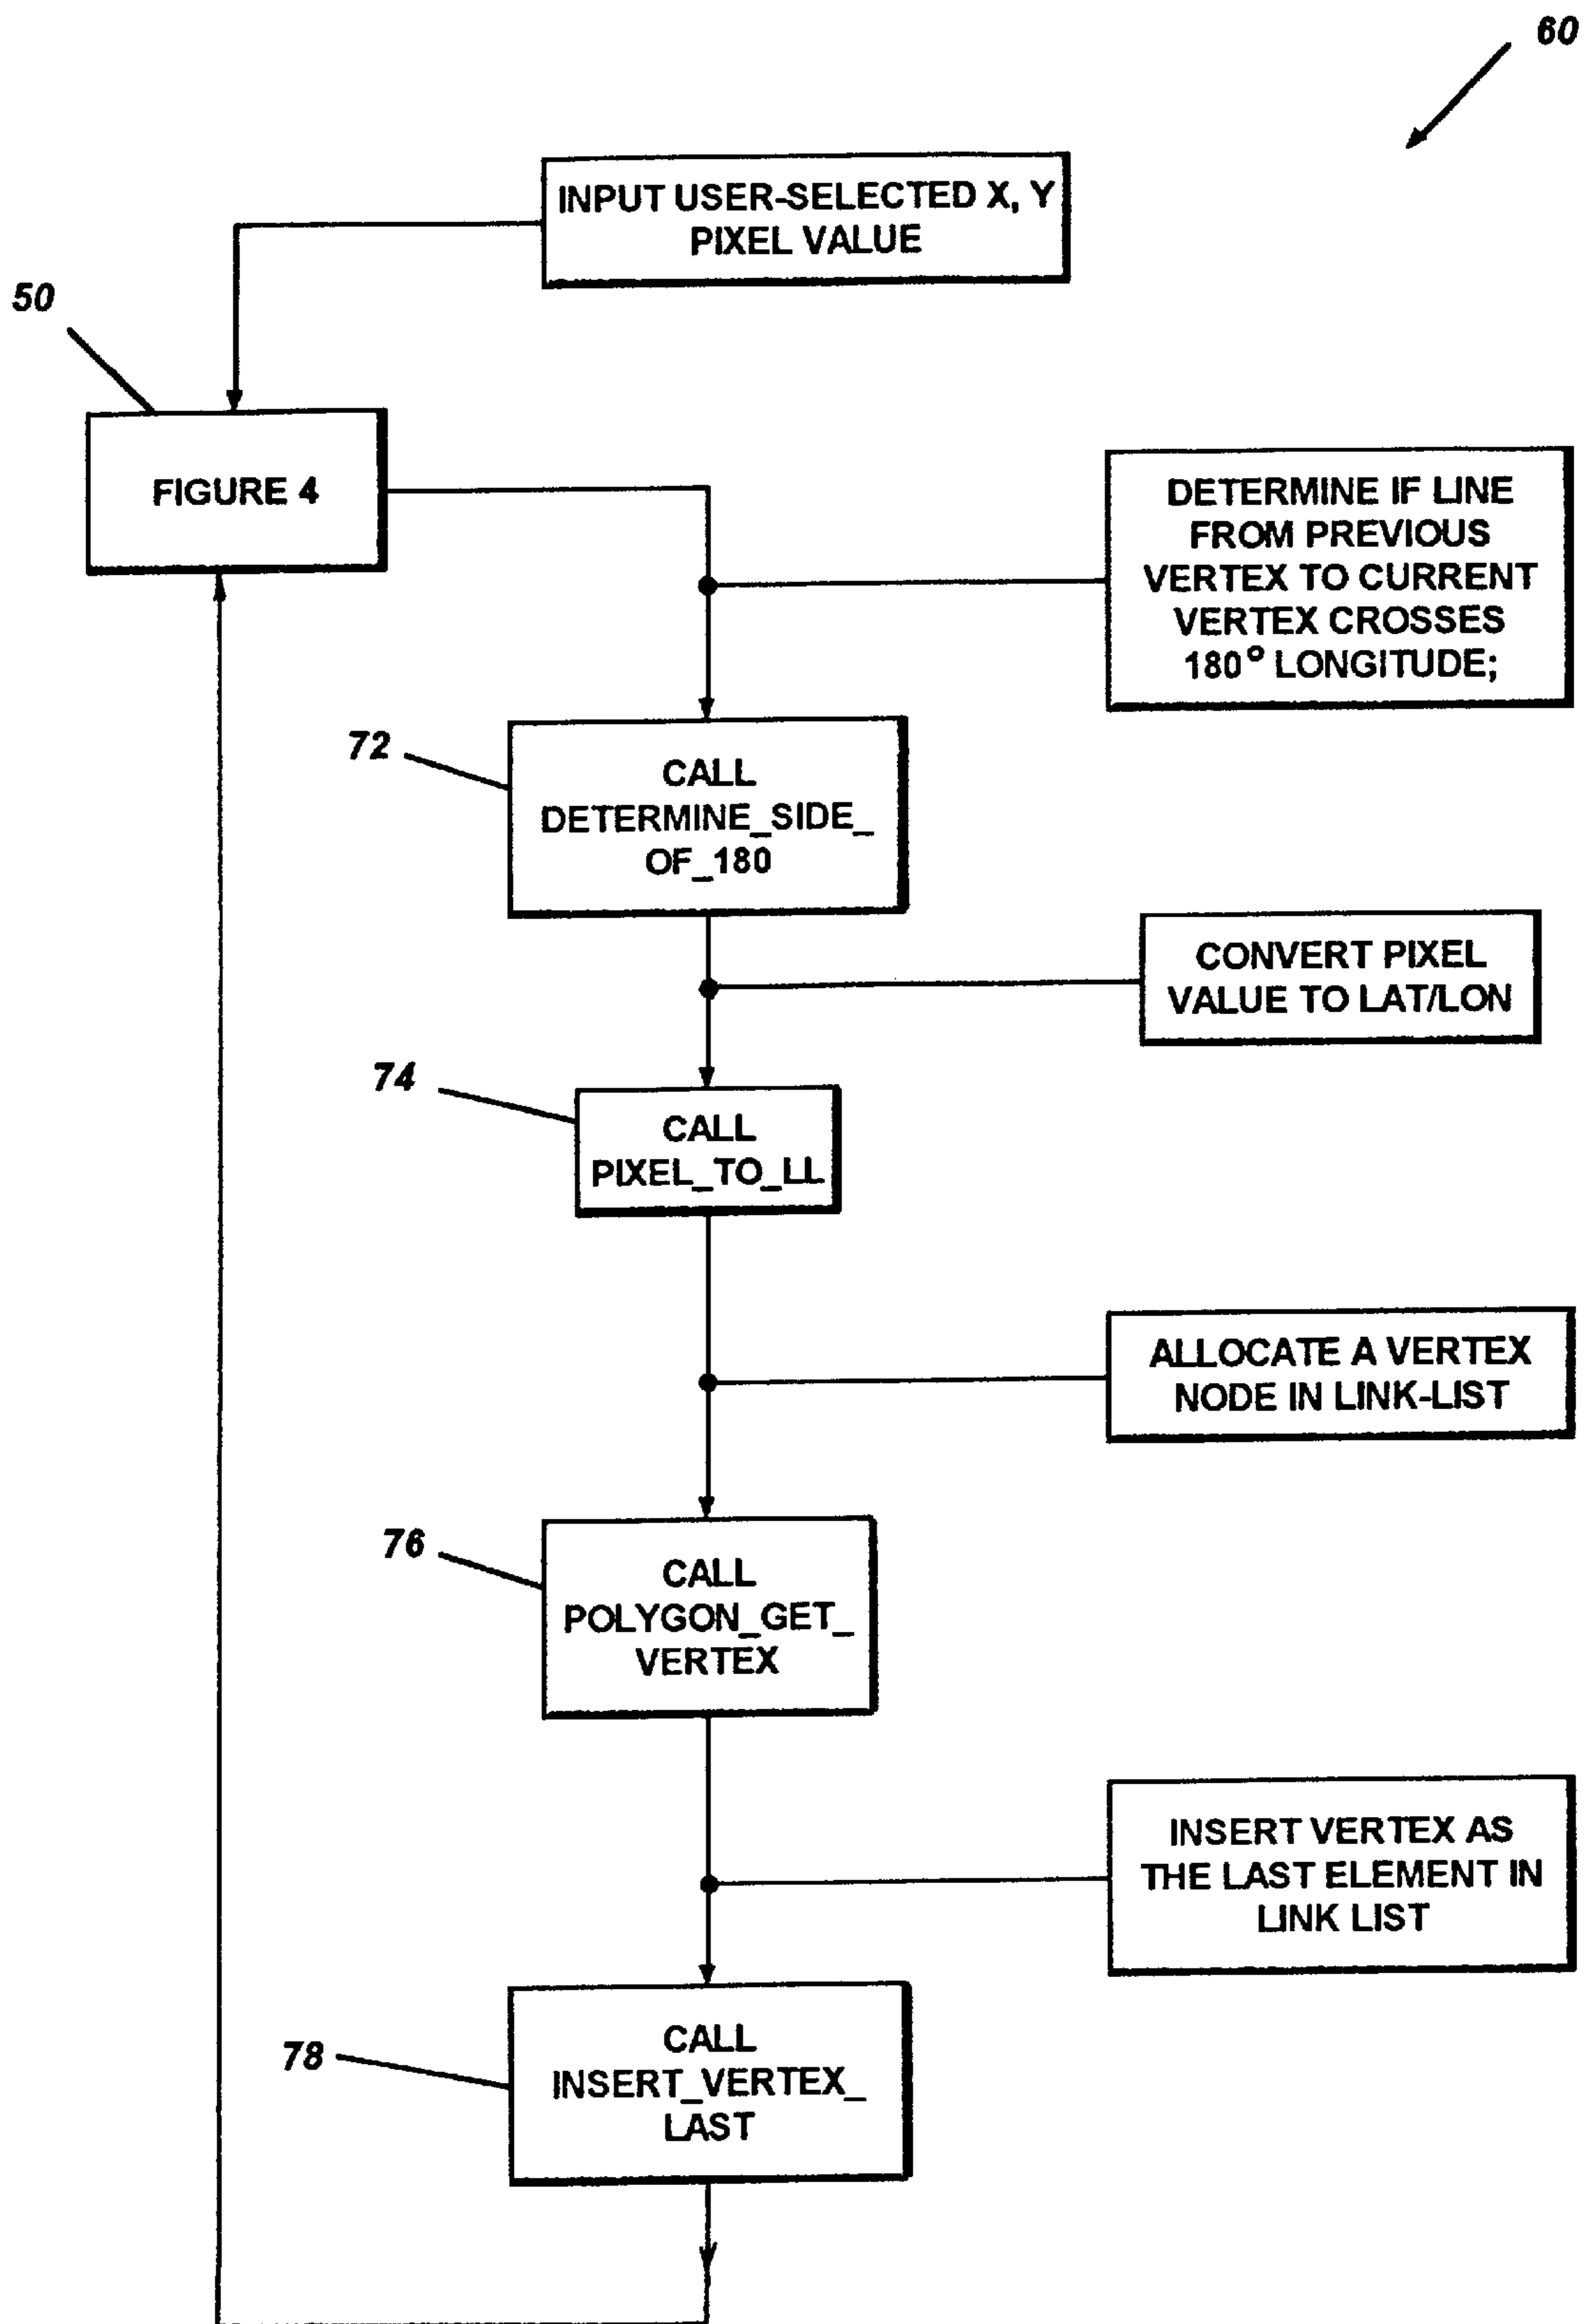 60
INPUT USER-SELECTED X, Y
PIXEL VALUE
50
FIGURE 4
DETERMINE IF LINE
FROM PREVIOUS
VERTEX TO CURRENT
VERTEX CROSSES
180° LONGITUDE;
72
CALL
DETERMINE_SIDE_
OF_180
CONVERT PIXEL
VALUE TO LAT/LON
74
CALL
PIXEL_TO_LL
ALLOCATE A VERTEX
NODE IN LINK-LIST
76
CALL
POLYGON_GET_
VERTEX
INSERT VERTEX AS
THE LAST ELEMENT IN
LINK LIST
78
CALL
INSERT_VERTEX_
LAST